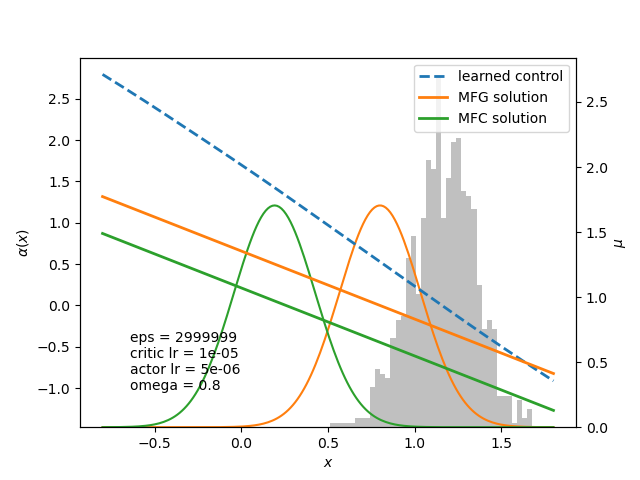 learned control
MFG solution
MFC solution
2.5
2.0
1.5
1.0
0.5
0.0
−0.5
−1.0
α(x)
eps = 2999999
critic lr = 1e-05
actor lr = 5e-06
omega = 0.8
2.5
2.0
1.5
1.0
0.5
0.0
μ
−0.5
0.0
0.5
1.0
1.5
x